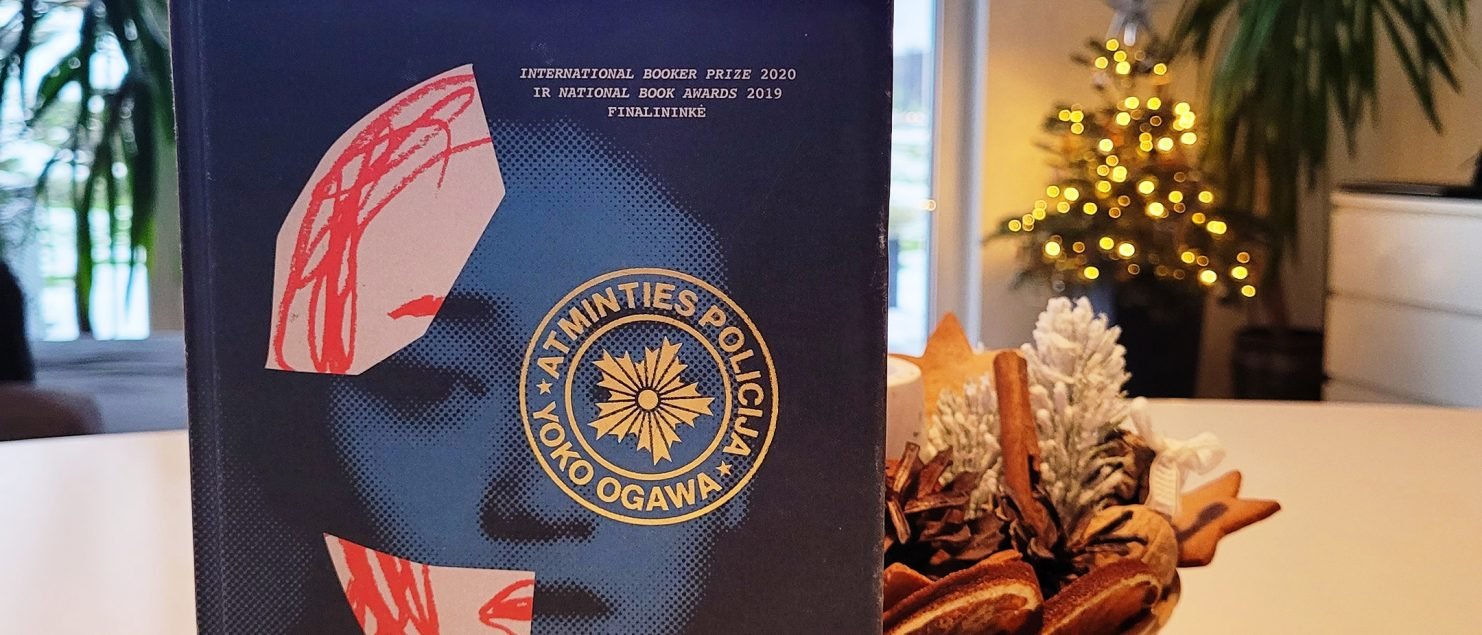 INTERNATIONAL BOOKER PRIZE 2020
IR NATIONAL BOOK AWARDS 2019
FINALININKĖ
ATMINTIES POLICIJA
YOKO OGAWA